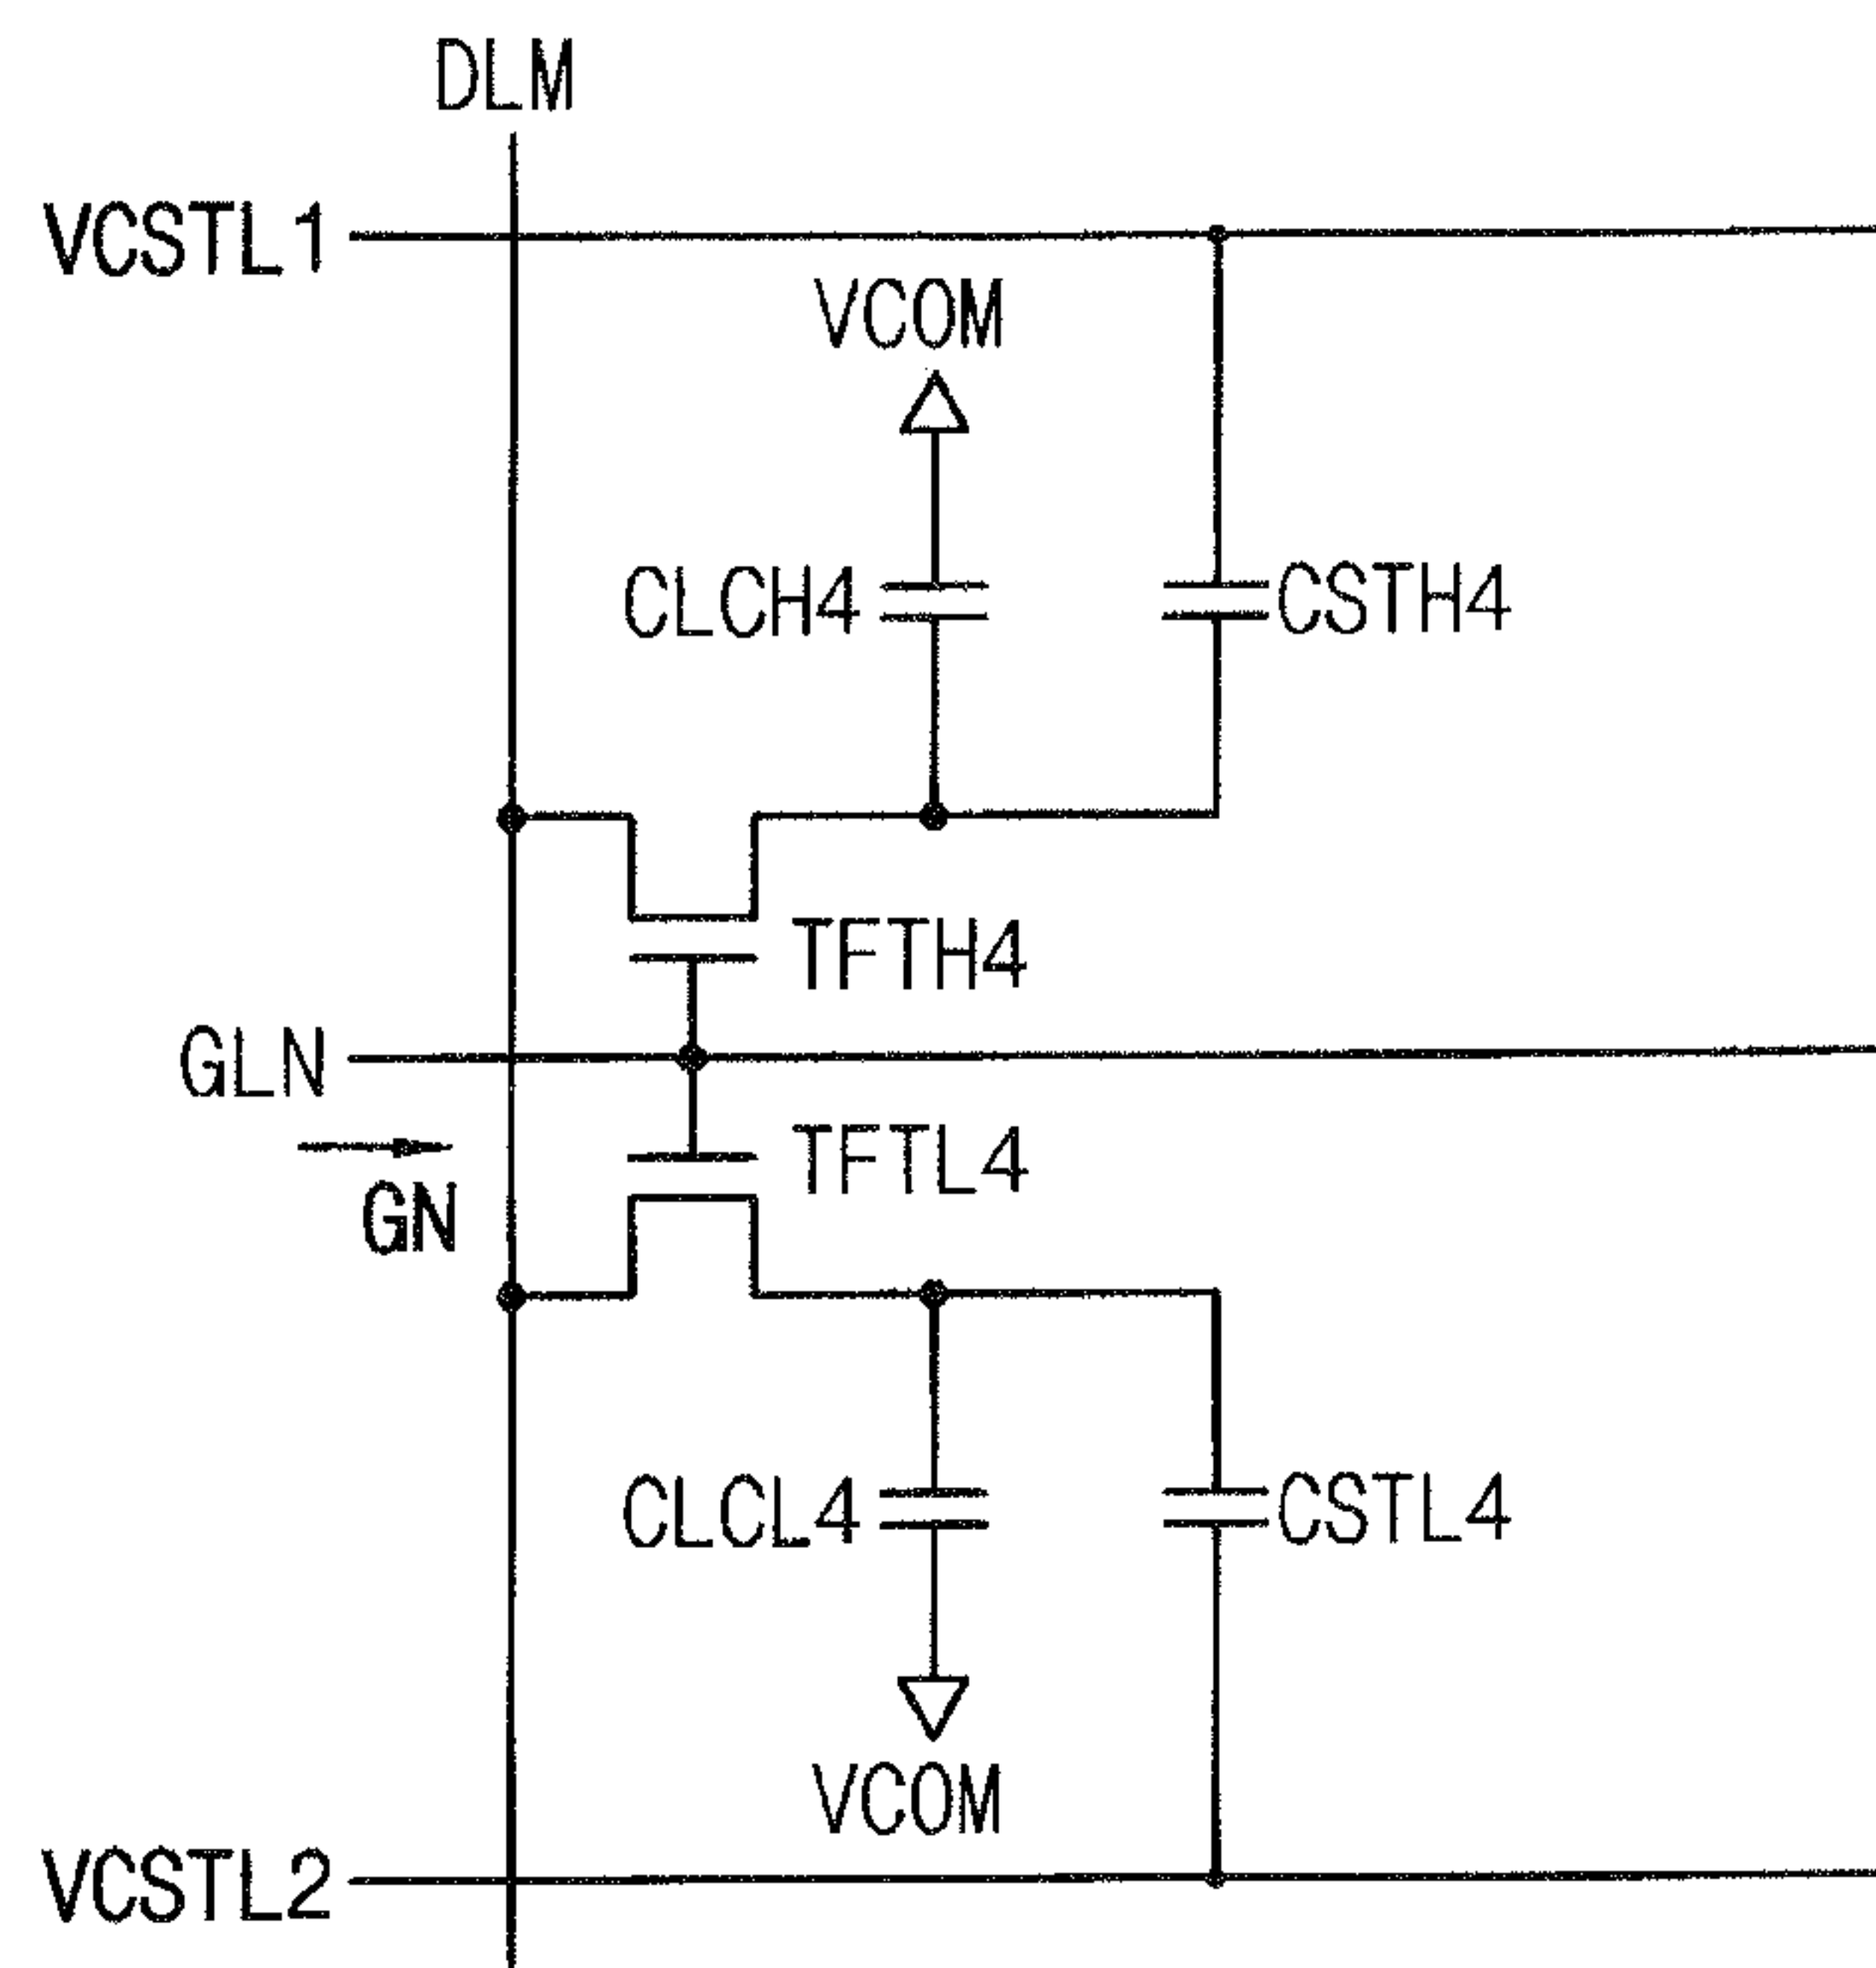 DLM
VCSTL1
VCOM
CLCH4
CSTH4
TFTH4
GLN
TFTL4
GN
CLCL4
CSTL4
VCOM
VCSTL2